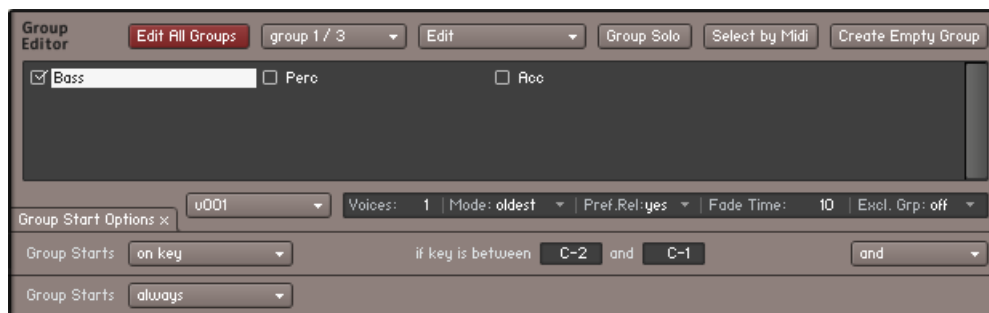 Group Editor Edit All Groups group 1 / 3 Edit Group Solo Select by Midi Create Empty Group
Bass Perc Acc
v001 Voices: 1 | Mode: oldest | Pref.Rel:yes | Fade Time: 10 | Excl. Grp: off
Group Start Options ×
Group Starts on key if key is between C-2 and C-1 and
Group Starts always